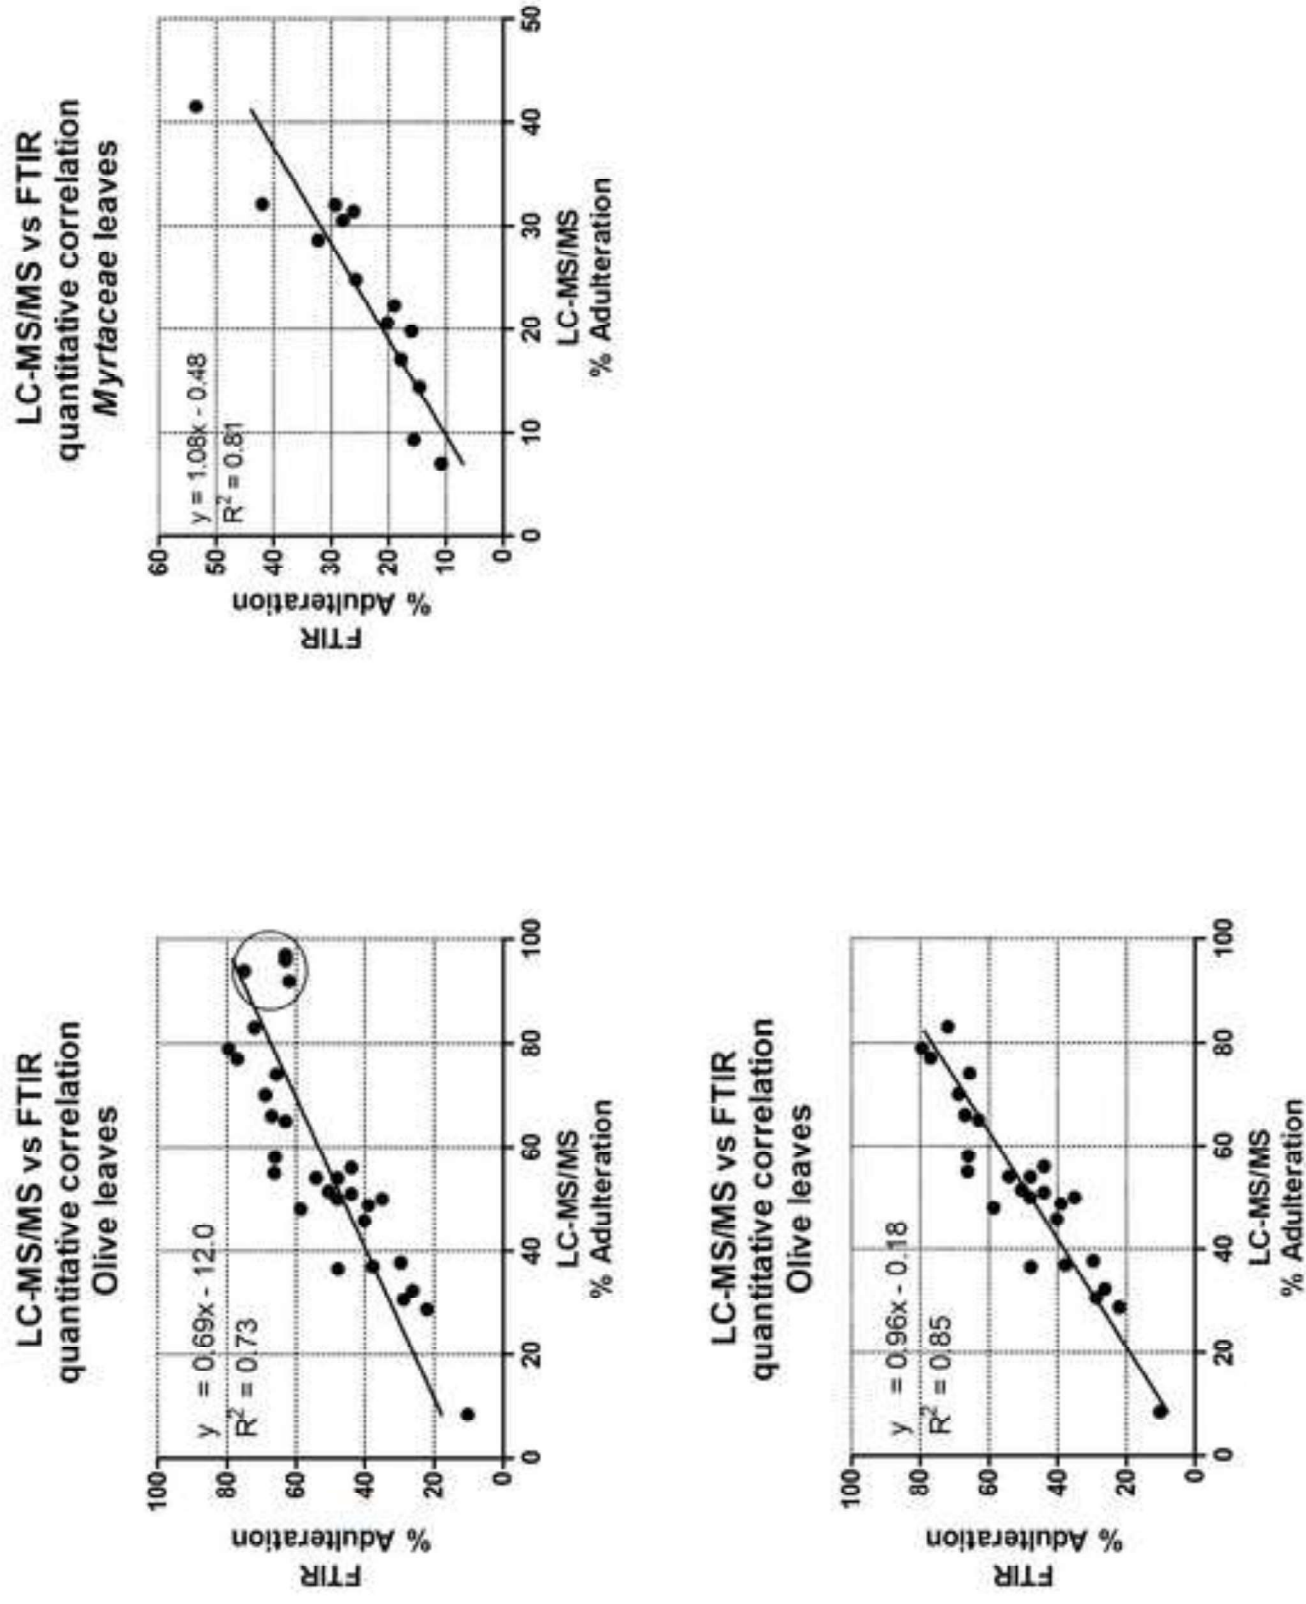 LC-MS/MS vs FTIR
quantitative correlation
Olive leaves
y = 0.69x - 12.0
R² = 0.73
100
80
60
40
20
0
FTIR
% Adulteration
0 20 40 60 80 100
LC-MS/MS
% Adulteration
LC-MS/MS vs FTIR
quantitative correlation
Myrtaceae leaves
y = 1.08x - 0.48
R² = 0.81
60
50
40
30
20
10
0
FTIR
% Adulteration
0 10 20 30 40 50
LC-MS/MS
% Adulteration
LC-MS/MS vs FTIR
quantitative correlation
Olive leaves
y = 0.96x - 0.18
R² = 0.85
100
80
60
40
20
0
FTIR
% Adulteration
0 20 40 60 80 100
LC-MS/MS
% Adulteration